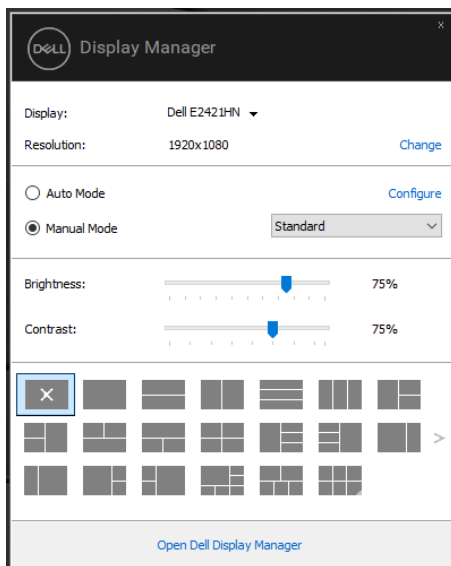 x
DELL Display Manager
Display: Dell E2421HN
Resolution: 1920x1080 Change
Auto Mode Configure
Manual Mode Standard
Brightness: 75%
Contrast: 75%
Open Dell Display Manager